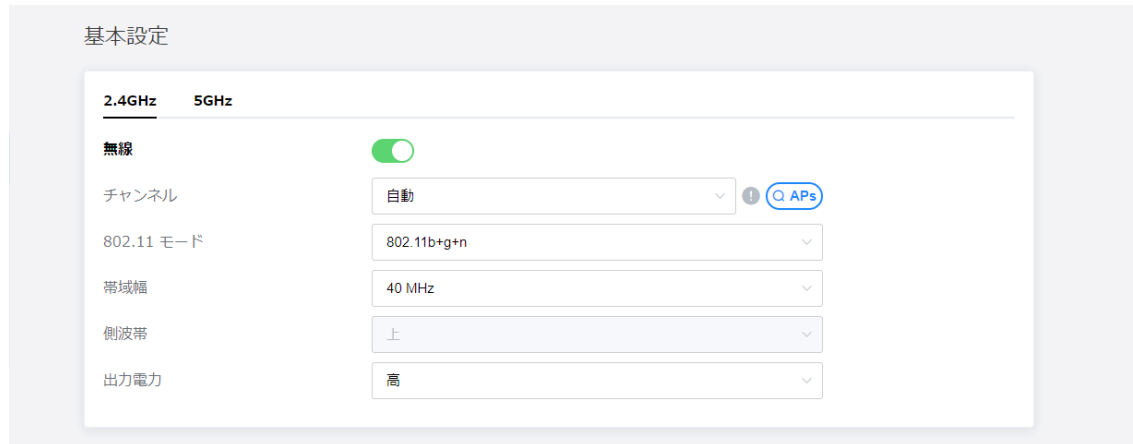 基本設定
2.4GHz 5GHz
無線
チャンネル 自動 ! APs
802.11 モード 802.11b+g+n
帯域幅 40 MHz
側波帯 上
出力電力 高